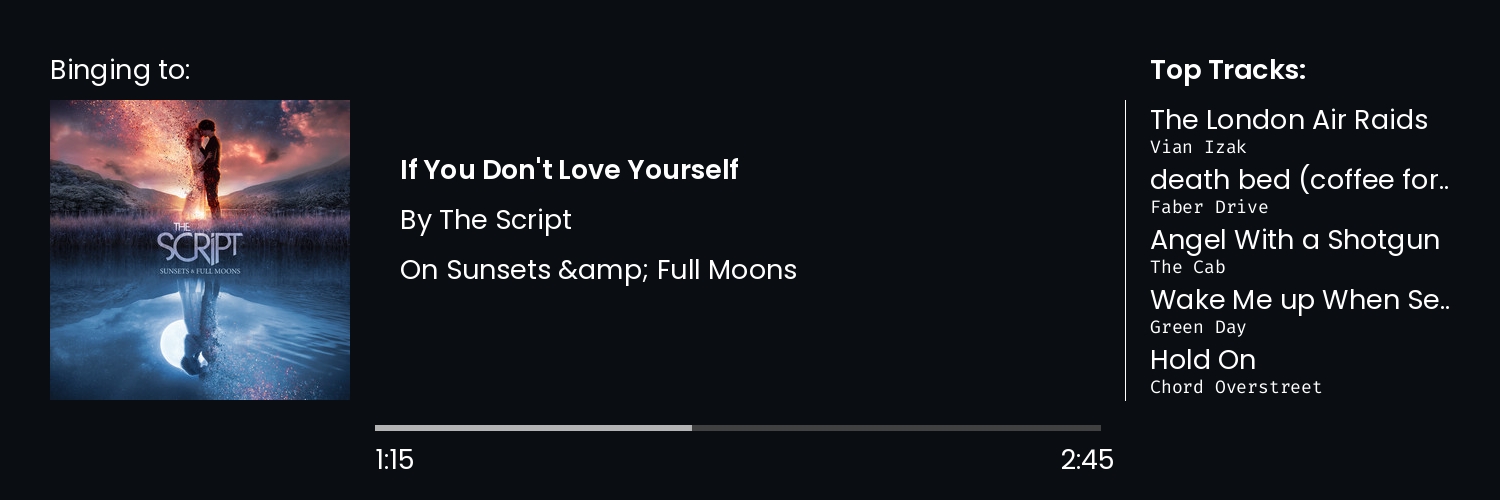 Binging to:
THE
SCRIPT
SUNSETS & FULL MOONS
If You Don't Love Yourself
By The Script
On Sunsets &amp; Full Moons
1:15
2:45
Top Tracks:
The London Air Raids
Vian Izak
death bed (coffee for..
Faber Drive
Angel With a Shotgun
The Cab
Wake Me up When Se..
Green Day
Hold On
Chord Overstreet